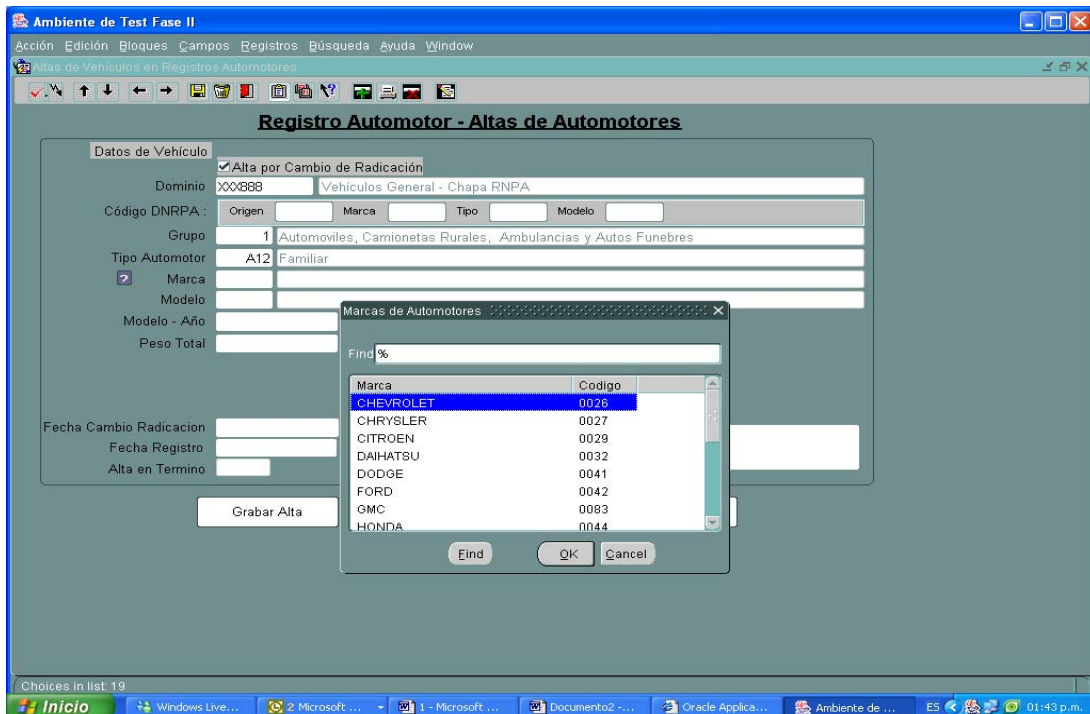 Ambiente de Test Fase II
Acción Edición Bloques Campos Registros Búsqueda Ayuda Window
Altas de Vehículos en Registros Automotores
Registro Automotor - Altas de Automotores
Datos de Vehículo
Alta por Cambio de Radicación
Dominio XXX888 Vehículos General - Chapa RNPA
Código DNRPA : Origen Marca Tipo Modelo
Grupo 1 Automoviles, Camionetas Rurales, Ambulancias y Autos Funebres
Tipo Automotor A12 Familiar
? Marca
Modelo
Modelo - Año
Peso Total
Fecha Cambio Radicacion
Fecha Registro
Alta en Termino
Grabar Alta
Marcas de Automotores
Find %
Marca Codigo
CHEVROLET 0026
CHRYSLER 0027
CITROEN 0029
DAIHATSU 0032
DODGE 0041
FORD 0042
GMC 0083
HONDA 0044
Find OK Cancel
Choices in list: 19
Inicio Windows Live... 2 Microsoft ... 1 - Microsoft ... Documento2 -... Oracle Applica... Ambiente de ... ES 01:43 p.m.